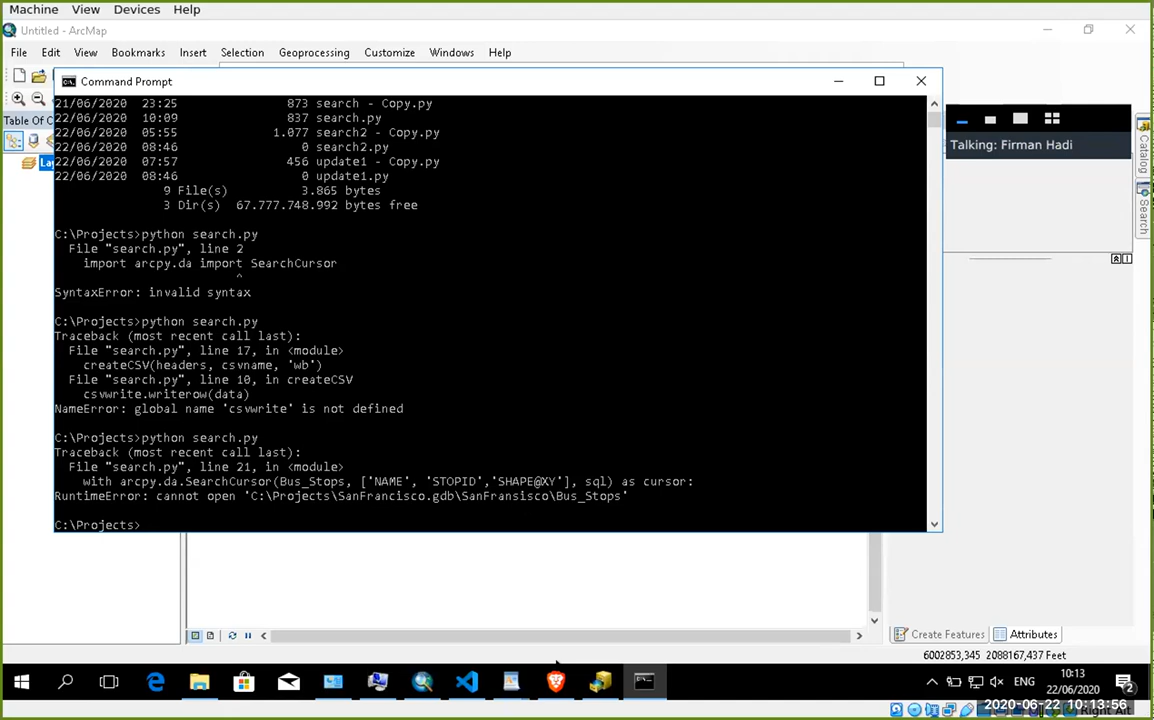 Machine View Devices Help
Untitled - ArcMap
File Edit View Bookmarks Insert Selection Geoprocessing Customize Windows Help
Command Prompt
Table Of C
Lay
21/06/2020 23:25 873 search - Copy.py
22/06/2020 10:09 837 search.py
22/06/2020 05:55 1.077 search2 - Copy.py
22/06/2020 08:46 0 search2.py
22/06/2020 07:57 456 update1 - Copy.py
22/06/2020 08:46 0 update1.py
9 File(s) 3.865 bytes
3 Dir(s) 67.777.748.992 bytes free
C:\Projects>python search.py
File "search.py", line 2
import arcpy.da import SearchCursor
^
SyntaxError: invalid syntax
C:\Projects>python search.py
Traceback (most recent call last):
File "search.py", line 17, in <module>
createCSV(headers, csvname, 'wb')
File "search.py", line 10, in createCSV
csvwrite.writerow(data)
NameError: global name 'csvwrite' is not defined
C:\Projects>python search.py
Traceback (most recent call last):
File "search.py", line 21, in <module>
with arcpy.da.SearchCursor(Bus_Stops, ['NAME', 'STOPID','SHAPE@XY'], sql) as cursor:
RuntimeError: cannot open 'C:\Projects\SanFrancisco.gdb\SanFransisco\Bus_Stops'
C:\Projects>
Talking: Firman Hadi
Catalog
Search
Create Features Attributes
6002853,345 2088167,437 Feet
ENG
10:13
22/06/2020
2
2020-06-22 10:13:56